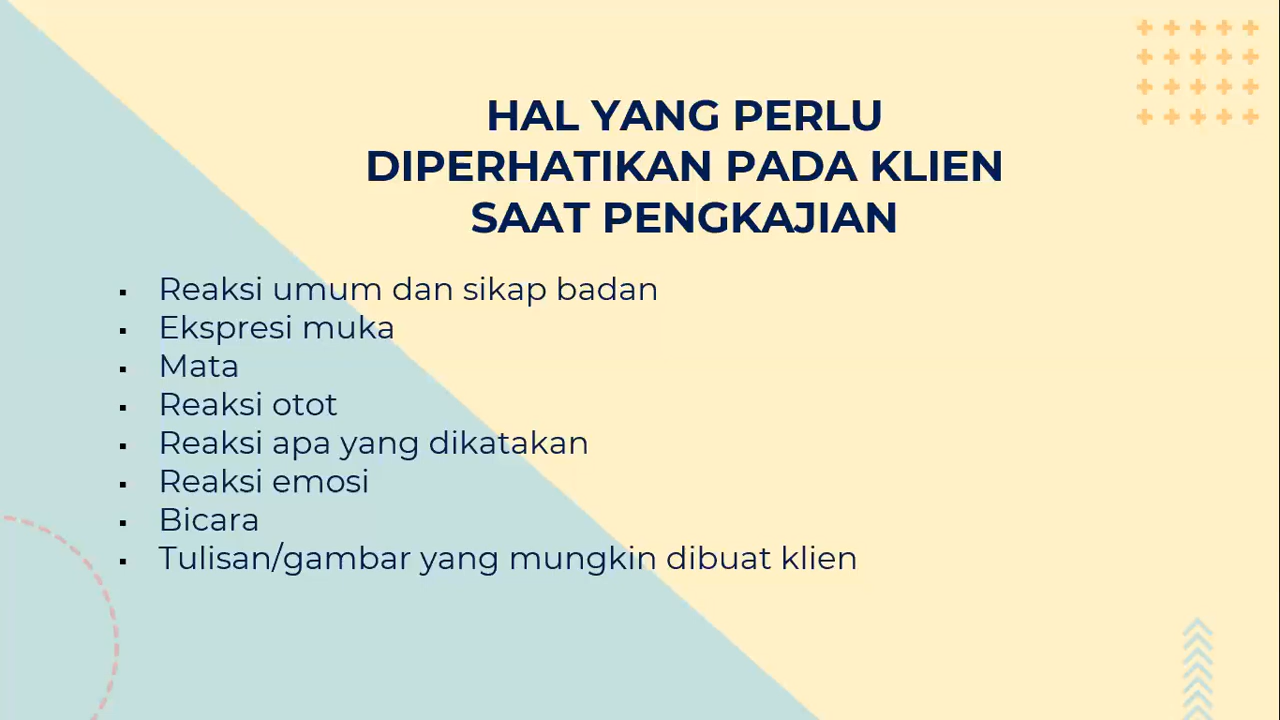 HAL YANG PERLU
DIPERHATIKAN PADA KLIEN
SAAT PENGKAJIAN
▪ Reaksi umum dan sikap badan
▪ Ekspresi muka
▪ Mata
▪ Reaksi otot
▪ Reaksi apa yang dikatakan
▪ Reaksi emosi
▪ Bicara
▪ Tulisan/gambar yang mungkin dibuat klien